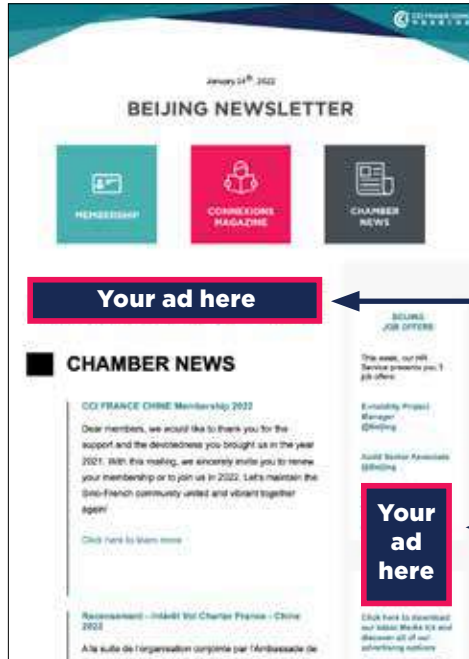 CCI FRANCE CHINE
January 24th, 2022
BEIJING NEWSLETTER
MEMBERSHIP
CONNEXIONS
MAGAZINE
CHAMBER
NEWS
Your ad here
CHAMBER NEWS
CCI FRANCE CHINE Membership 2022
Dear members, we would like to thank you for the
support and the devotedness you brought us in the year
2021. With this mailing, we sincerely invite you to renew
your membership or to join us in 2022. Let's maintain the
Sino-French community united and vibrant together
again!
Click here to learn more
Recensement - Intérêt Vol Charter France - Chine
2022
A la suite de l'organisation conjointe par l'Ambassade de
BEIJING
JOB OFFERS
This week, our HR
Service presents you 3
job offers:
E-mobility Project
Manager
@Beijing
Audit Senior Associate
@Beijing
Your
ad
here
Click here to download
our latest Media Kit and
discover all of our
advertising options